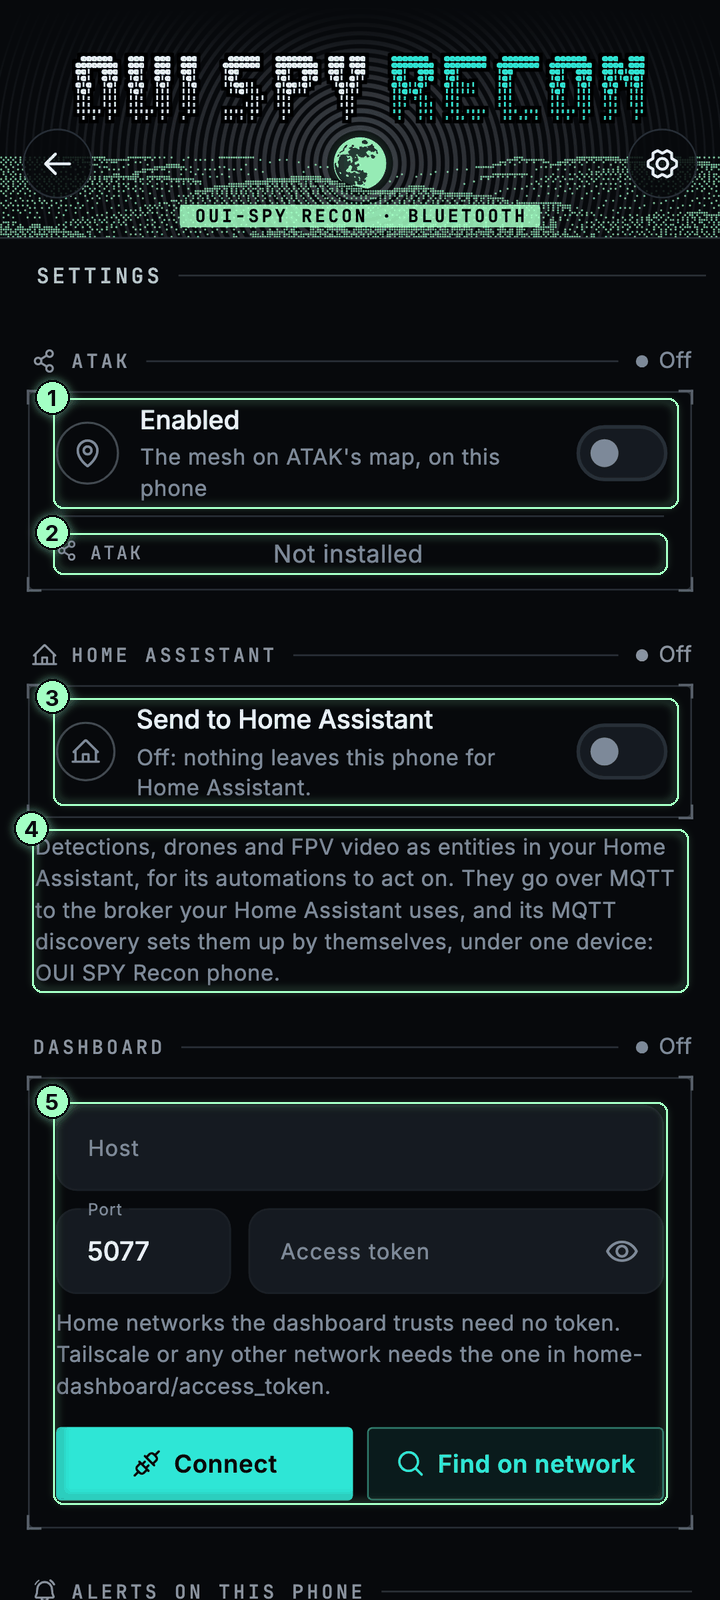 OUI SPY RECON
OUI-SPY RECON · BLUETOOTH
SETTINGS
ATAK
Off
1
Enabled
The mesh on ATAK's map, on this
phone
2
ATAK
Not installed
HOME ASSISTANT
Off
3
Send to Home Assistant
Off: nothing leaves this phone for
Home Assistant.
4
Detections, drones and FPV video as entities in your Home
Assistant, for its automations to act on. They go over MQTT
to the broker your Home Assistant uses, and its MQTT
discovery sets them up by themselves, under one device:
OUI SPY Recon phone.
DASHBOARD
Off
5
Host
Port
5077
Access token
Home networks the dashboard trusts need no token.
Tailscale or any other network needs the one in home-
dashboard/access_token.
Connect
Find on network
ALERTS ON THIS PHONE